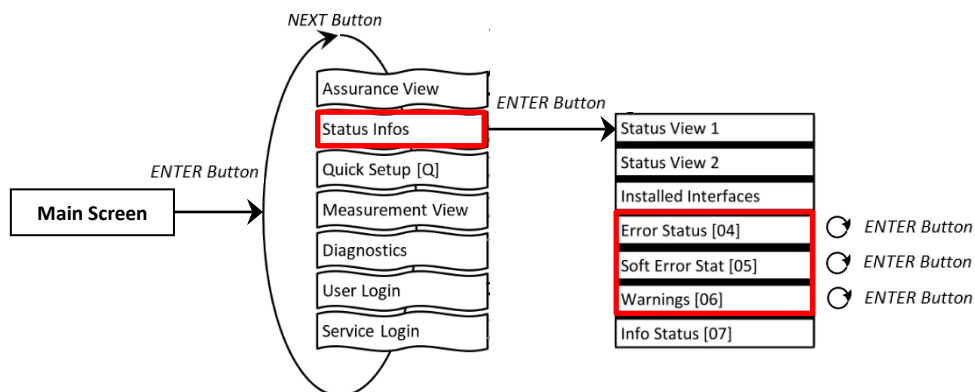 NEXT Button
Assurance View
ENTER Button
Status Infos
Status View 1
Status View 2
ENTER Button
Quick Setup [Q]
Installed Interfaces
Main Screen
Measurement View
Error Status [04]
ENTER Button
Diagnostics
Soft Error Stat [05]
ENTER Button
User Login
Warnings [06]
ENTER Button
Service Login
Info Status [07]